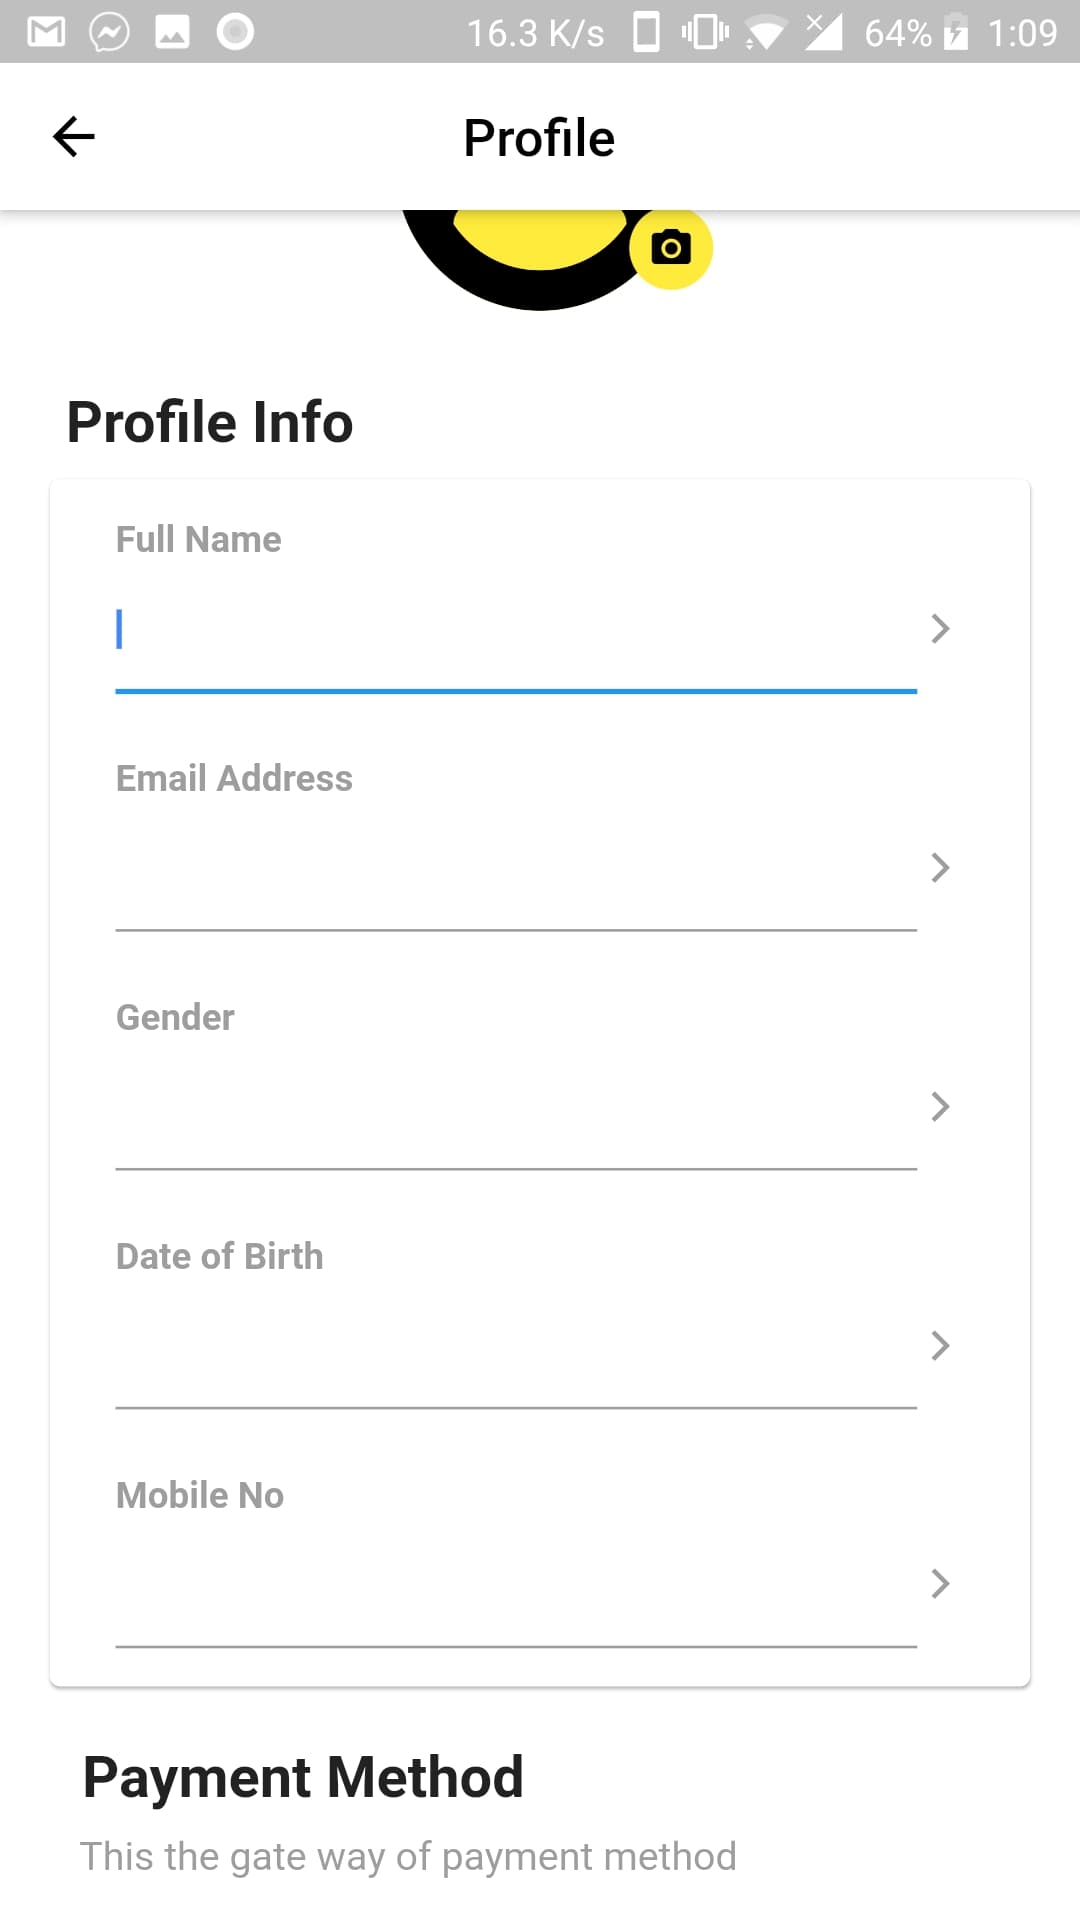 16.3 K/s 64% 1:09
Profile
Profile Info
Full Name
Email Address
Gender
Date of Birth
Mobile No
Payment Method
This the gate way of payment method